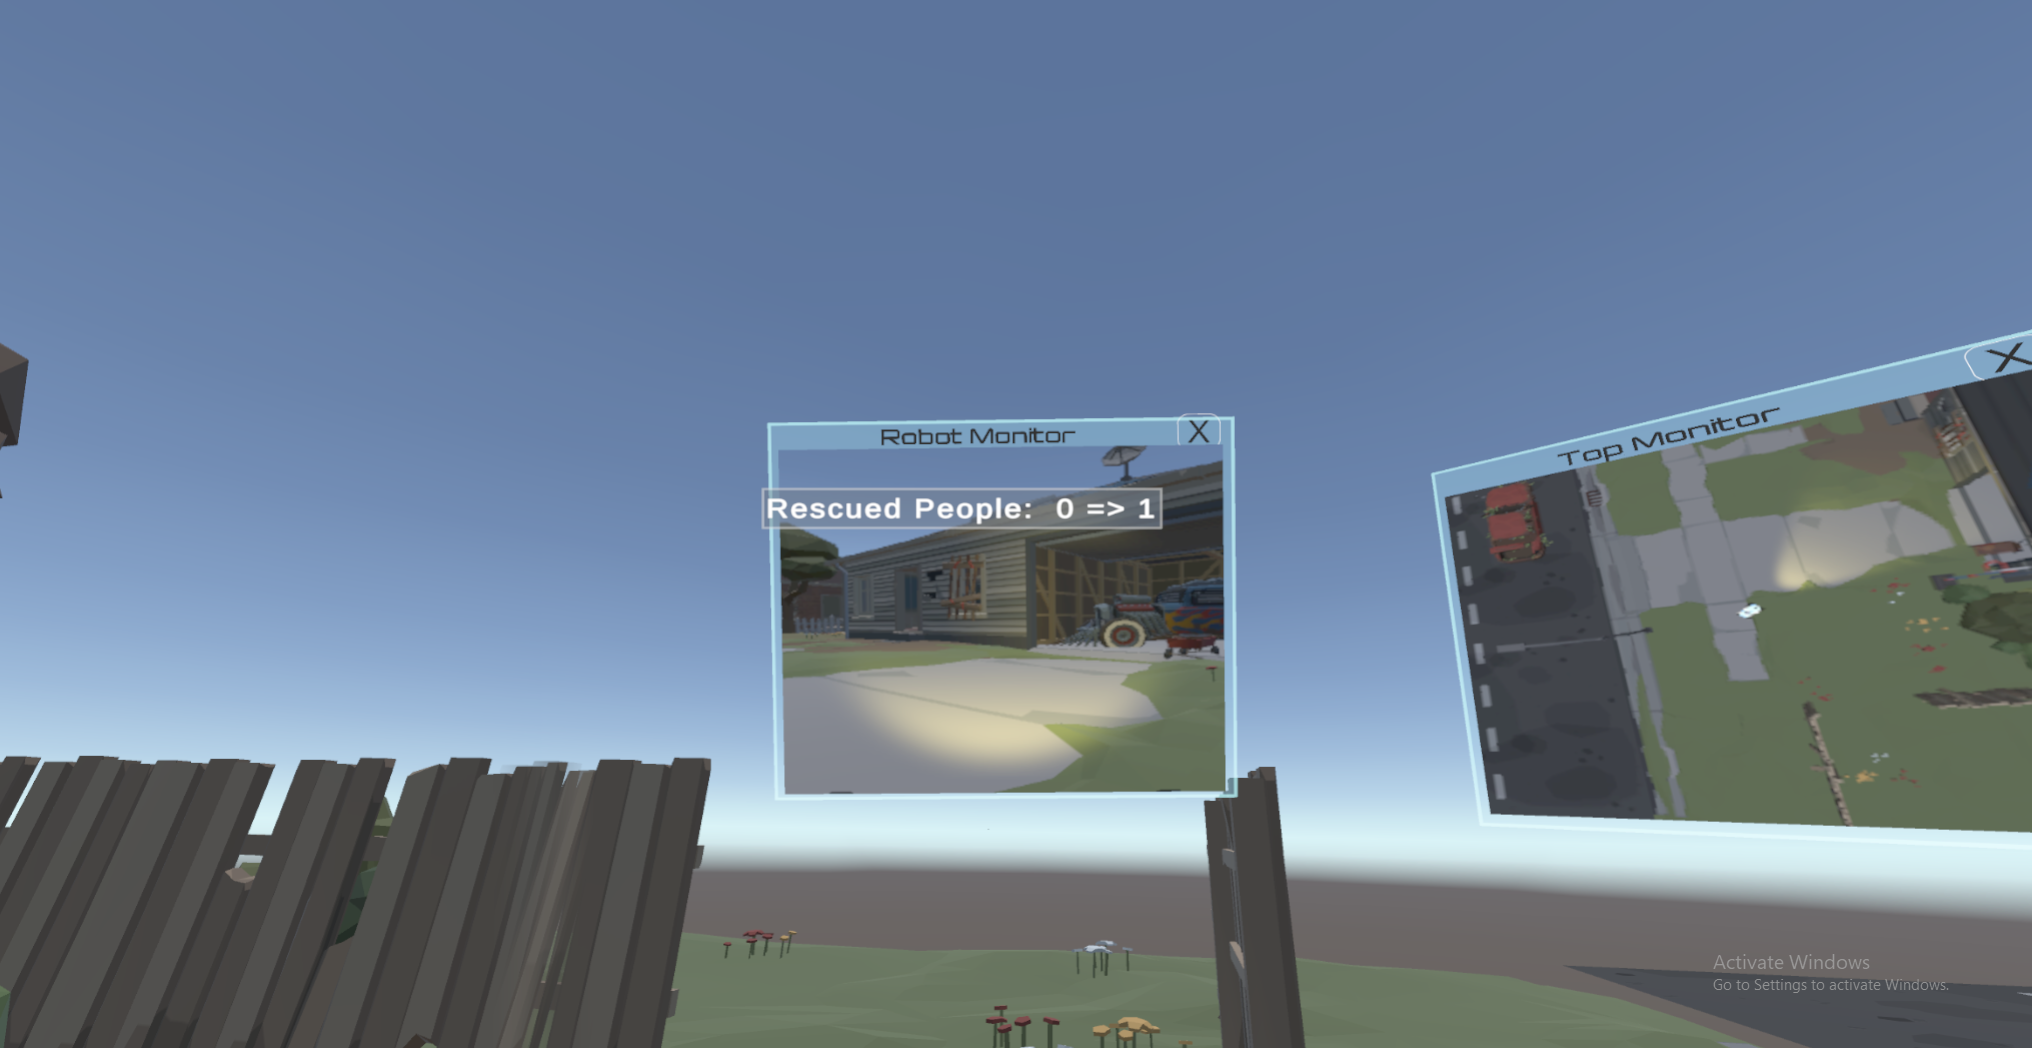 Robot Monitor X
Rescued People: 0 => 1
Top Monitor X
Activate Windows
Go to Settings to activate Windows.